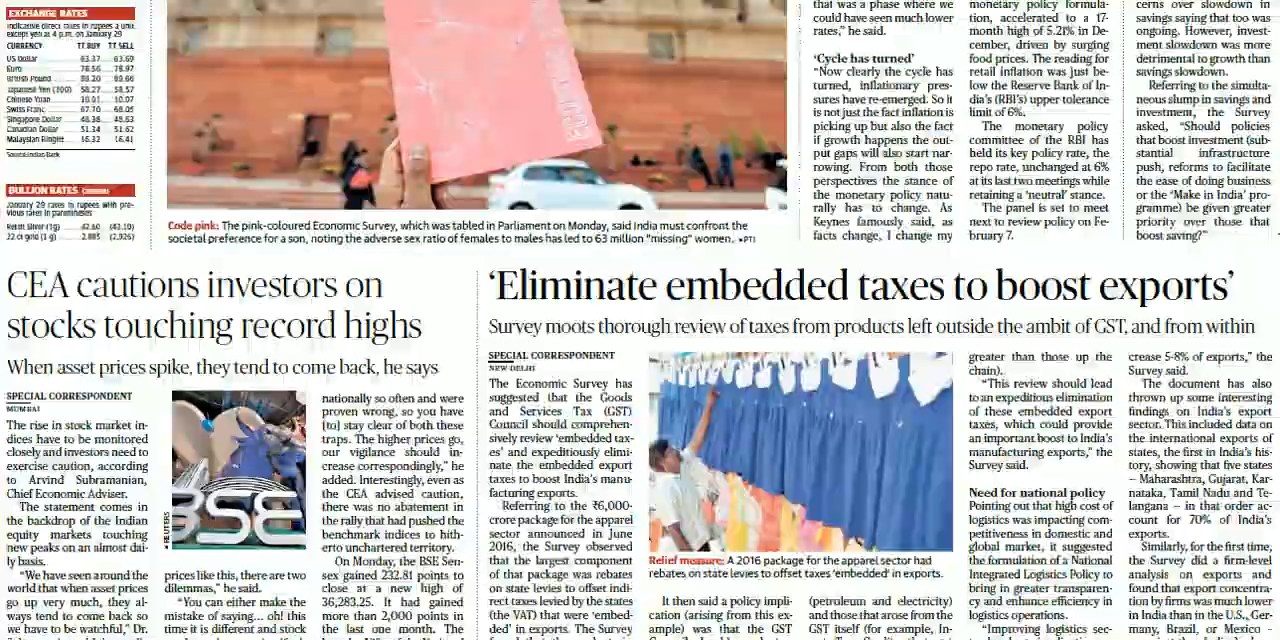 EXCHANGE RATES
Indicative direct rates in rupees a unit
except yen at 4 p.m. on January 29
CURRENCY TT BUY TT SELL
US Dollar 63.37 63.69
Euro 78.56 78.97
British Pound 89.20 89.66
Japanese Yen (100) 58.27 58.57
Chinese Yuan 10.01 10.07
Swiss Franc 67.70 68.05
Singapore Dollar 48.38 48.63
Canadian Dollar 51.34 51.62
Malaysian Ringitt 16.32 16.41
Source:Indian Bank
BULLION RATES CHENNAI
January 29 rates in rupees with pre-
vious rates in parentheses
Retail Silver (1g) 42.60 (43.10)
22 ct gold (1 g) 2,885 (2,926)
Code pink: The pink-coloured Economic Survey, which was tabled in Parliament on Monday, said India must confront the
societal preference for a son, noting the adverse sex ratio of females to males has led to 63 million "missing" women. •PTI
that was a phase where we
could have seen much lower
rates,” he said.
‘Cycle has turned’
“Now clearly the cycle has
turned, inflationary pres-
sures have re-emerged. So it
is not just the fact inflation is
picking up but also the fact
if growth happens the out-
put gaps will also start nar-
rowing. From both those
perspectives the stance of
the monetary policy natu-
rally has to change. As
Keynes famously said, as
facts change, I change my
monetary policy formula-
tion, accelerated to a 17-
month high of 5.21% in De-
cember, driven by surging
food prices. The reading for
retail inflation was just be-
low the Reserve Bank of In-
dia’s (RBI’s) upper tolerance
limit of 6%.
The monetary policy
committee of the RBI has
held its key policy rate, the
repo rate, unchanged at 6%
at its last two meetings while
retaining a ‘neutral’ stance.
The panel is set to meet
next to review policy on Fe-
bruary 7.
cerns over slowdown in
savings saying that too was
ongoing. However, invest-
ment slowdown was more
detrimental to growth than
savings slowdown.
Referring to the simulta-
neous slump in savings and
investment, the Survey
asked, “Should policies
that boost investment (sub-
stantial infrastructure
push, reforms to facilitate
the ease of doing business
or the ‘Make in India’ pro-
gramme) be given greater
priority over those that
boost saving?”
CEA cautions investors on
stocks touching record highs
When asset prices spike, they tend to come back, he says
SPECIAL CORRESPONDENT
MUMBAI
The rise in stock market in-
dices have to be monitored
closely and investors need to
exercise caution, according
to Arvind Subramanian,
Chief Economic Adviser.
The statement comes in
the backdrop of the Indian
equity markets touching
new peaks on an almost dai-
ly basis.
“We have seen around the
world that when asset prices
go up very much, they al-
ways tend to come back so
we have to be watchful,” Dr.
BSE
•REUTERS
prices like this, there are two
dilemmas,” he said.
“You can either make the
mistake of saying... oh! this
time it is different and stock
nationally so often and were
proven wrong, so you have
[to] stay clear of both these
traps. The higher prices go,
our vigilance should in-
crease correspondingly,” he
added. Interestingly, even as
the CEA advised caution,
there was no abatement in
the rally that had pushed the
benchmark indices to hith-
erto unchartered territory.
On Monday, the BSE Sen-
sex gained 232.81 points to
close at a new high of
36,283.25. It had gained
more than 2,000 points in
the last one month. The
‘Eliminate embedded taxes to boost exports’
Survey moots thorough review of taxes from products left outside the ambit of GST, and from within
SPECIAL CORRESPONDENT
NEW DELHI
The Economic Survey has
suggested that the Goods
and Services Tax (GST)
Council should comprehen-
sively review ‘embedded tax-
es’ and expeditiously elimi-
nate the embedded export
taxes to boost India’s manu-
facturing exports.
Referring to the ₹6,000-
crore package for the apparel
sector announced in June
2016, the Survey observed
that the largest component
of that package was rebates
on state levies to offset indi-
rect taxes levied by the states
(the VAT) that were ‘embed-
ded’ in exports. The Survey
Relief measure: A 2016 package for the apparel sector had
rebates on state levies to offset taxes ‘embedded’ in exports.
It then said a policy impli-
cation (arising from this ex-
ample) was that the GST
(petroleum and electricity)
and those that arose from the
GST itself (for example, In-
greater than those up the
chain).
“This review should lead
to an expeditious elimination
of these embedded export
taxes, which could provide
an important boost to India’s
manufacturing exports,” the
Survey said.
Need for national policy
Pointing out that high cost of
logistics was impacting com-
petitiveness in domestic and
global market, it suggested
the formulation of a National
Integrated Logistics Policy to
bring in greater transparen-
cy and enhance efficiency in
logistics operations.
“Improving logistics sec-
crease 5-8% of exports,” the
Survey said.
The document has also
thrown up some interesting
findings on India’s export
sector. This included data on
the international exports of
states, the first in India’s his-
tory, showing that five states
– Maharashtra, Gujarat, Kar-
nataka, Tamil Nadu and Te-
langana – in that order ac-
count for 70% of India’s
exports.
Similarly, for the first time,
the Survey did a firm-level
analysis on exports and
found that export concentra-
tion by firms was much lower
in India than in the U.S., Ger-
many, Brazil, or Mexico –